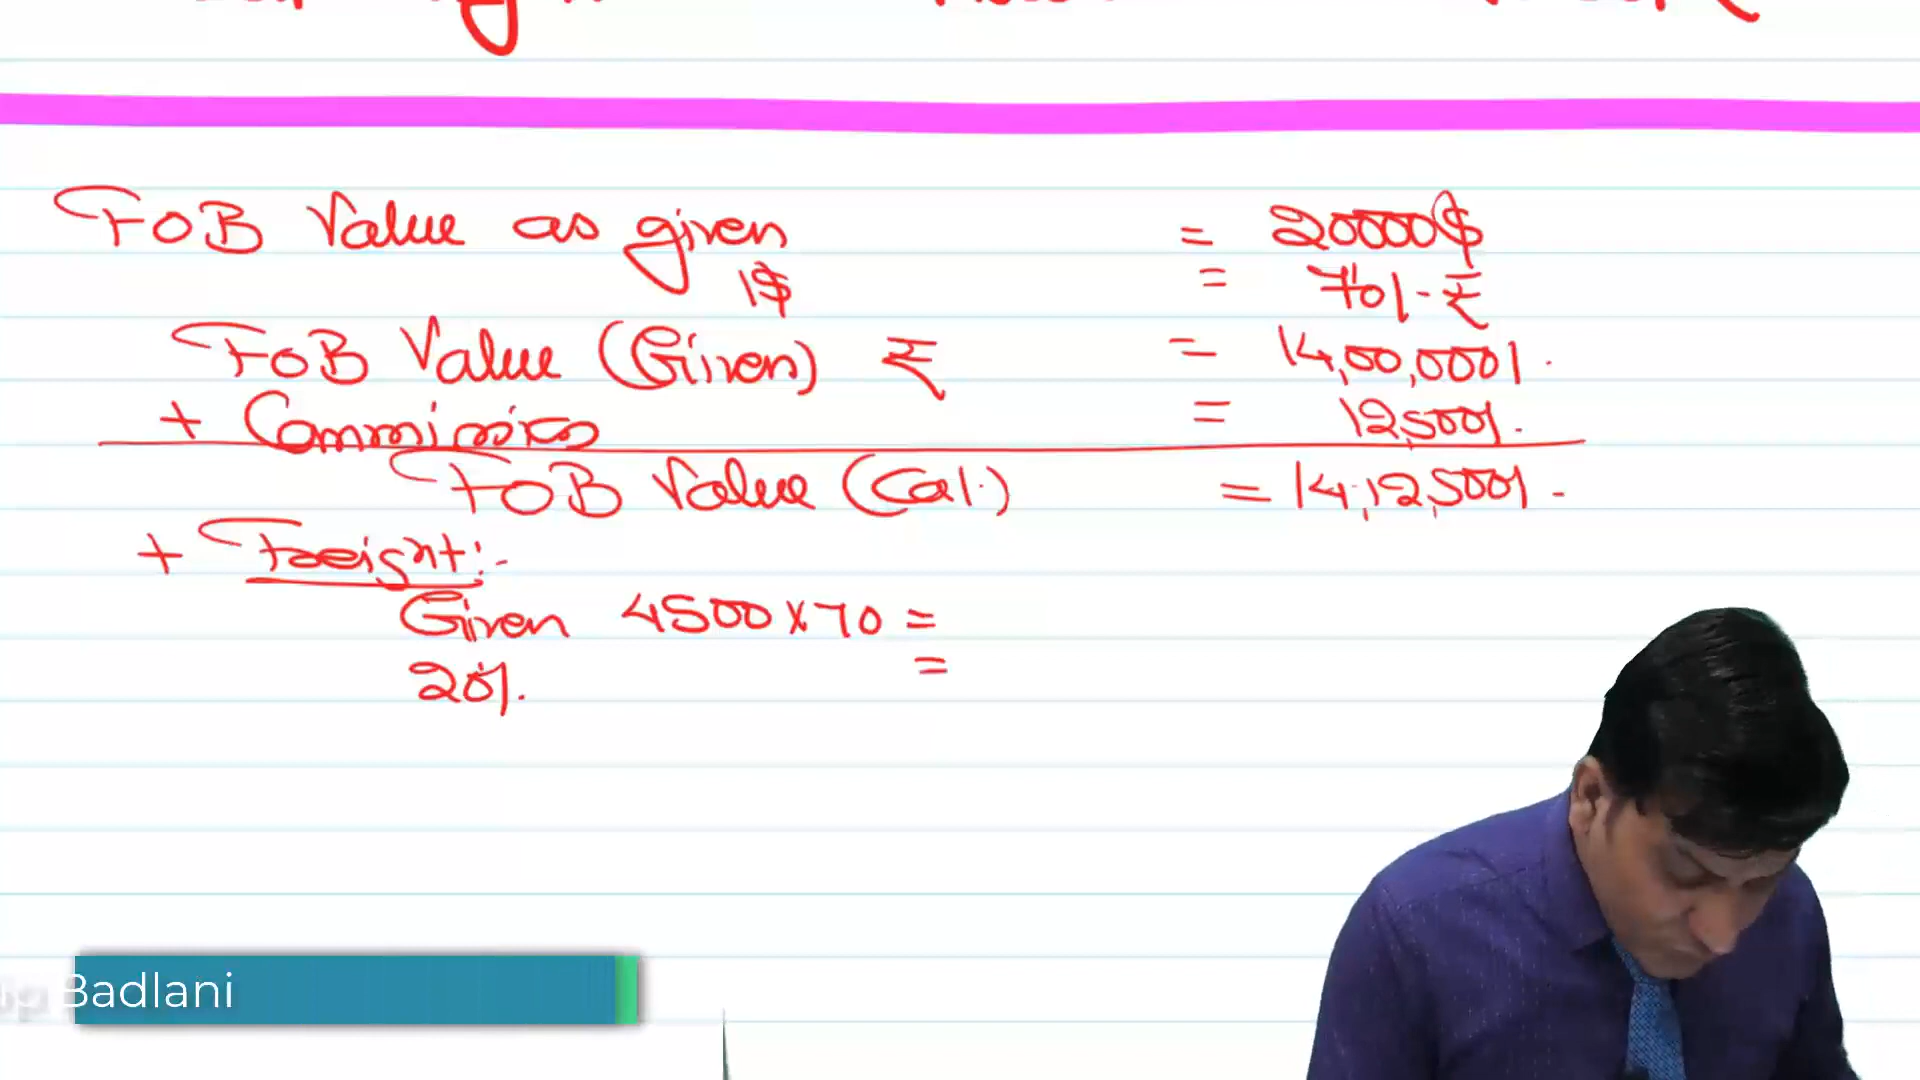 FOB Value as given = 20000$
1$ = 70/- ₹
FOB Value (Given) ₹ = 14,00,000/-
+ Commission = 12,500/-
FOB Value (Cal.) = 14,12,500/-
+ Freight:-
Given 4500 x 70 =
20% =
Badlani